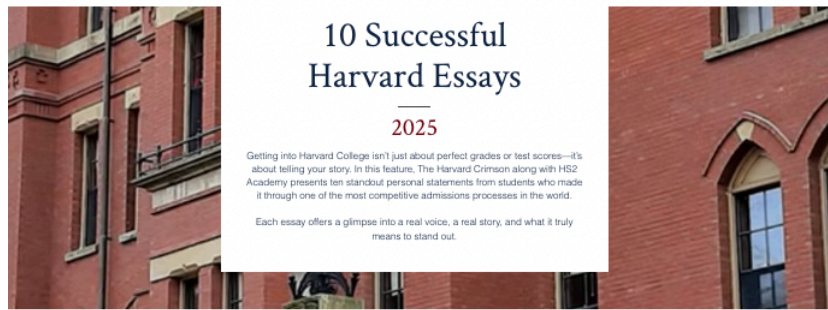 10 Successful
Harvard Essays
2025
Getting into Harvard College isn't just about perfect grades or test scores—it's
about telling your story. In this feature, The Harvard Crimson along with HS2
Academy presents ten standout personal statements from students who made
it through one of the most competitive admissions processes in the world.
Each essay offers a glimpse into a real voice, a real story, and what it truly
means to stand out.